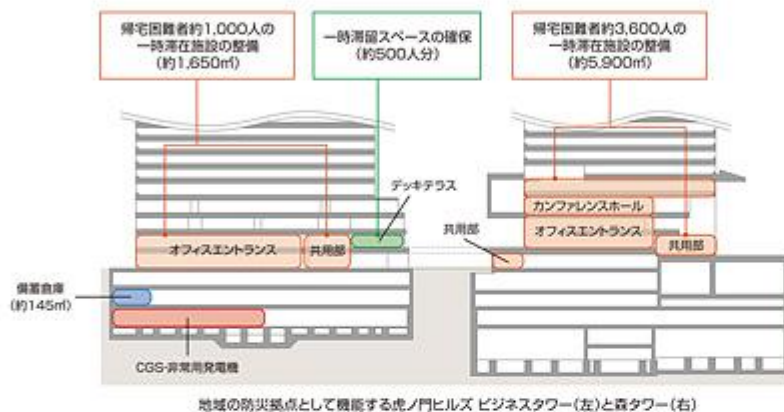 帰宅困難者約1,000人の
一時滞在施設の整備
(約1,650㎡)
一時滞留スペースの確保
(約500人分)
帰宅困難者約3,600人の
一時滞在施設の整備
(約5,900㎡)
デッキテラス
カンファレンスホール
オフィスエントランス
共用部
共用部
オフィスエントランス
共用部
備蓄倉庫
(約145㎡)
CGS・非常用発電機
地域の防災拠点として機能する虎ノ門ヒルズ ビジネスタワー(左)と森タワー(右)